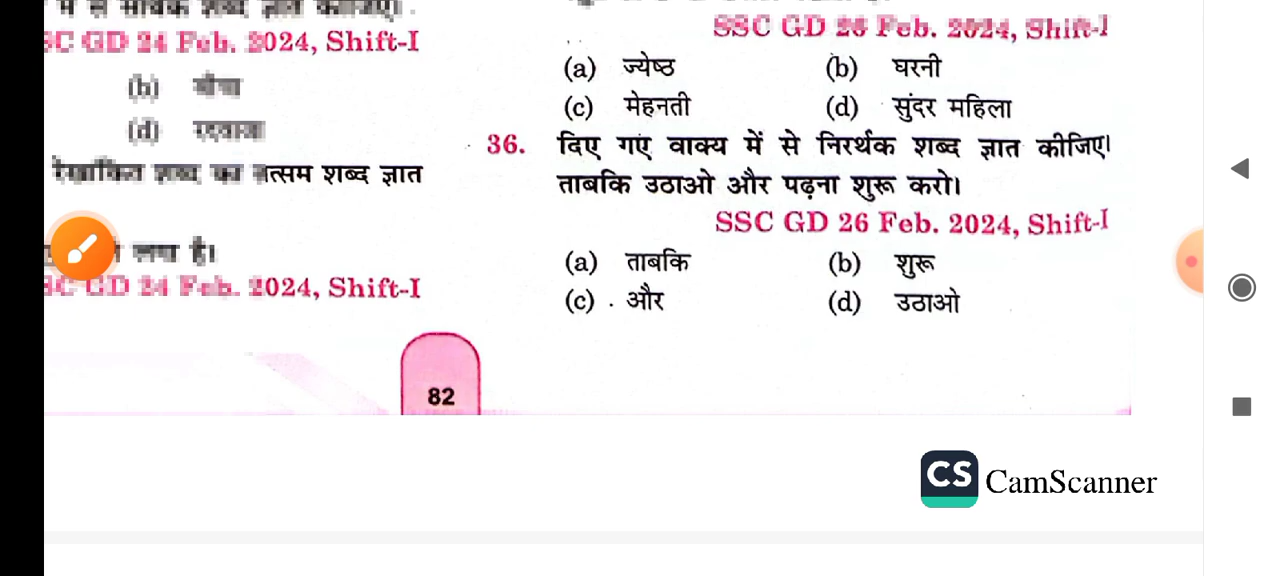 GD 24 Feb. 2024, Shift-I
(b)
(d)
तत्सम शब्द ज्ञात
लगा है।
GD 24 Feb. 2024, Shift-I
82
SSC GD 26 Feb. 2024, Shift-I
(a) ज्येष्ठ (b) घरनी
(c) मेहनती (d) सुंदर महिला
36. दिए गए वाक्य में से निरर्थक शब्द ज्ञात कीजिए।
ताबकि उठाओ और पढ़ना शुरू करो।
SSC GD 26 Feb. 2024, Shift-I
(a) ताबकि (b) शुरू
(c) और (d) उठाओ
CS CamScanner